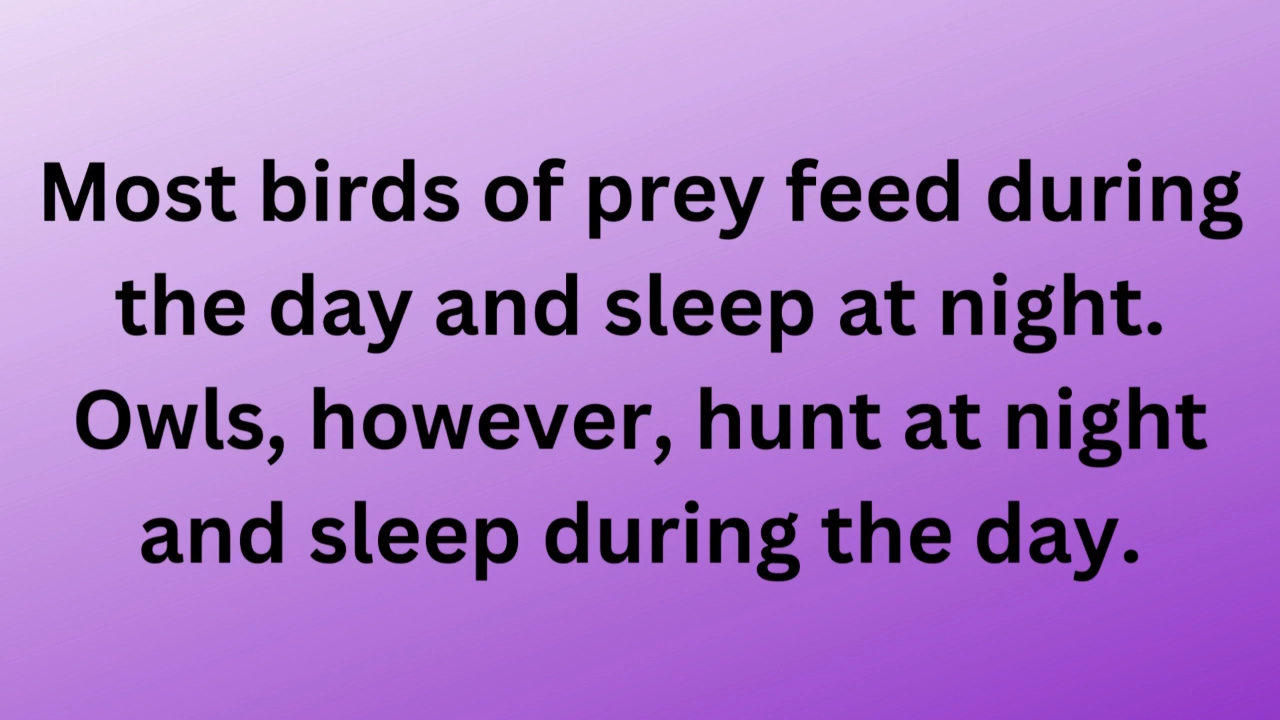 Most birds of prey feed during
the day and sleep at night.
Owls, however, hunt at night
and sleep during the day.